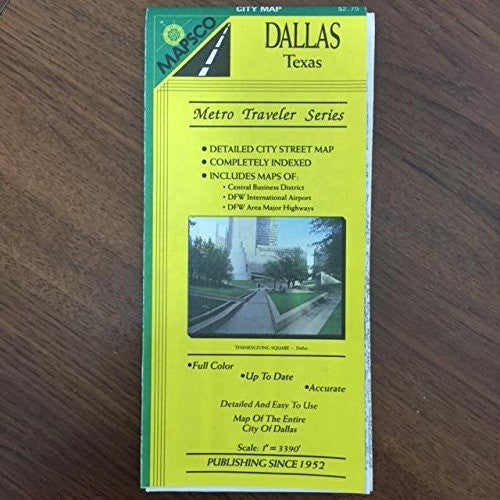 CITY MAP $2.75
MAPSCO
DALLAS
Texas
Metro Traveler Series
• DETAILED CITY STREET MAP
• COMPLETELY INDEXED
• INCLUDES MAPS OF:
• Central Business District
• DFW International Airport
• DFW Area Major Highways
THANKSGIVING SQUARE — Dallas
•Full Color
•Up To Date
•Accurate
Detailed And Easy To Use
Map Of The Entire
City Of Dallas
Scale: 1" = 3390'
PUBLISHING SINCE 1952